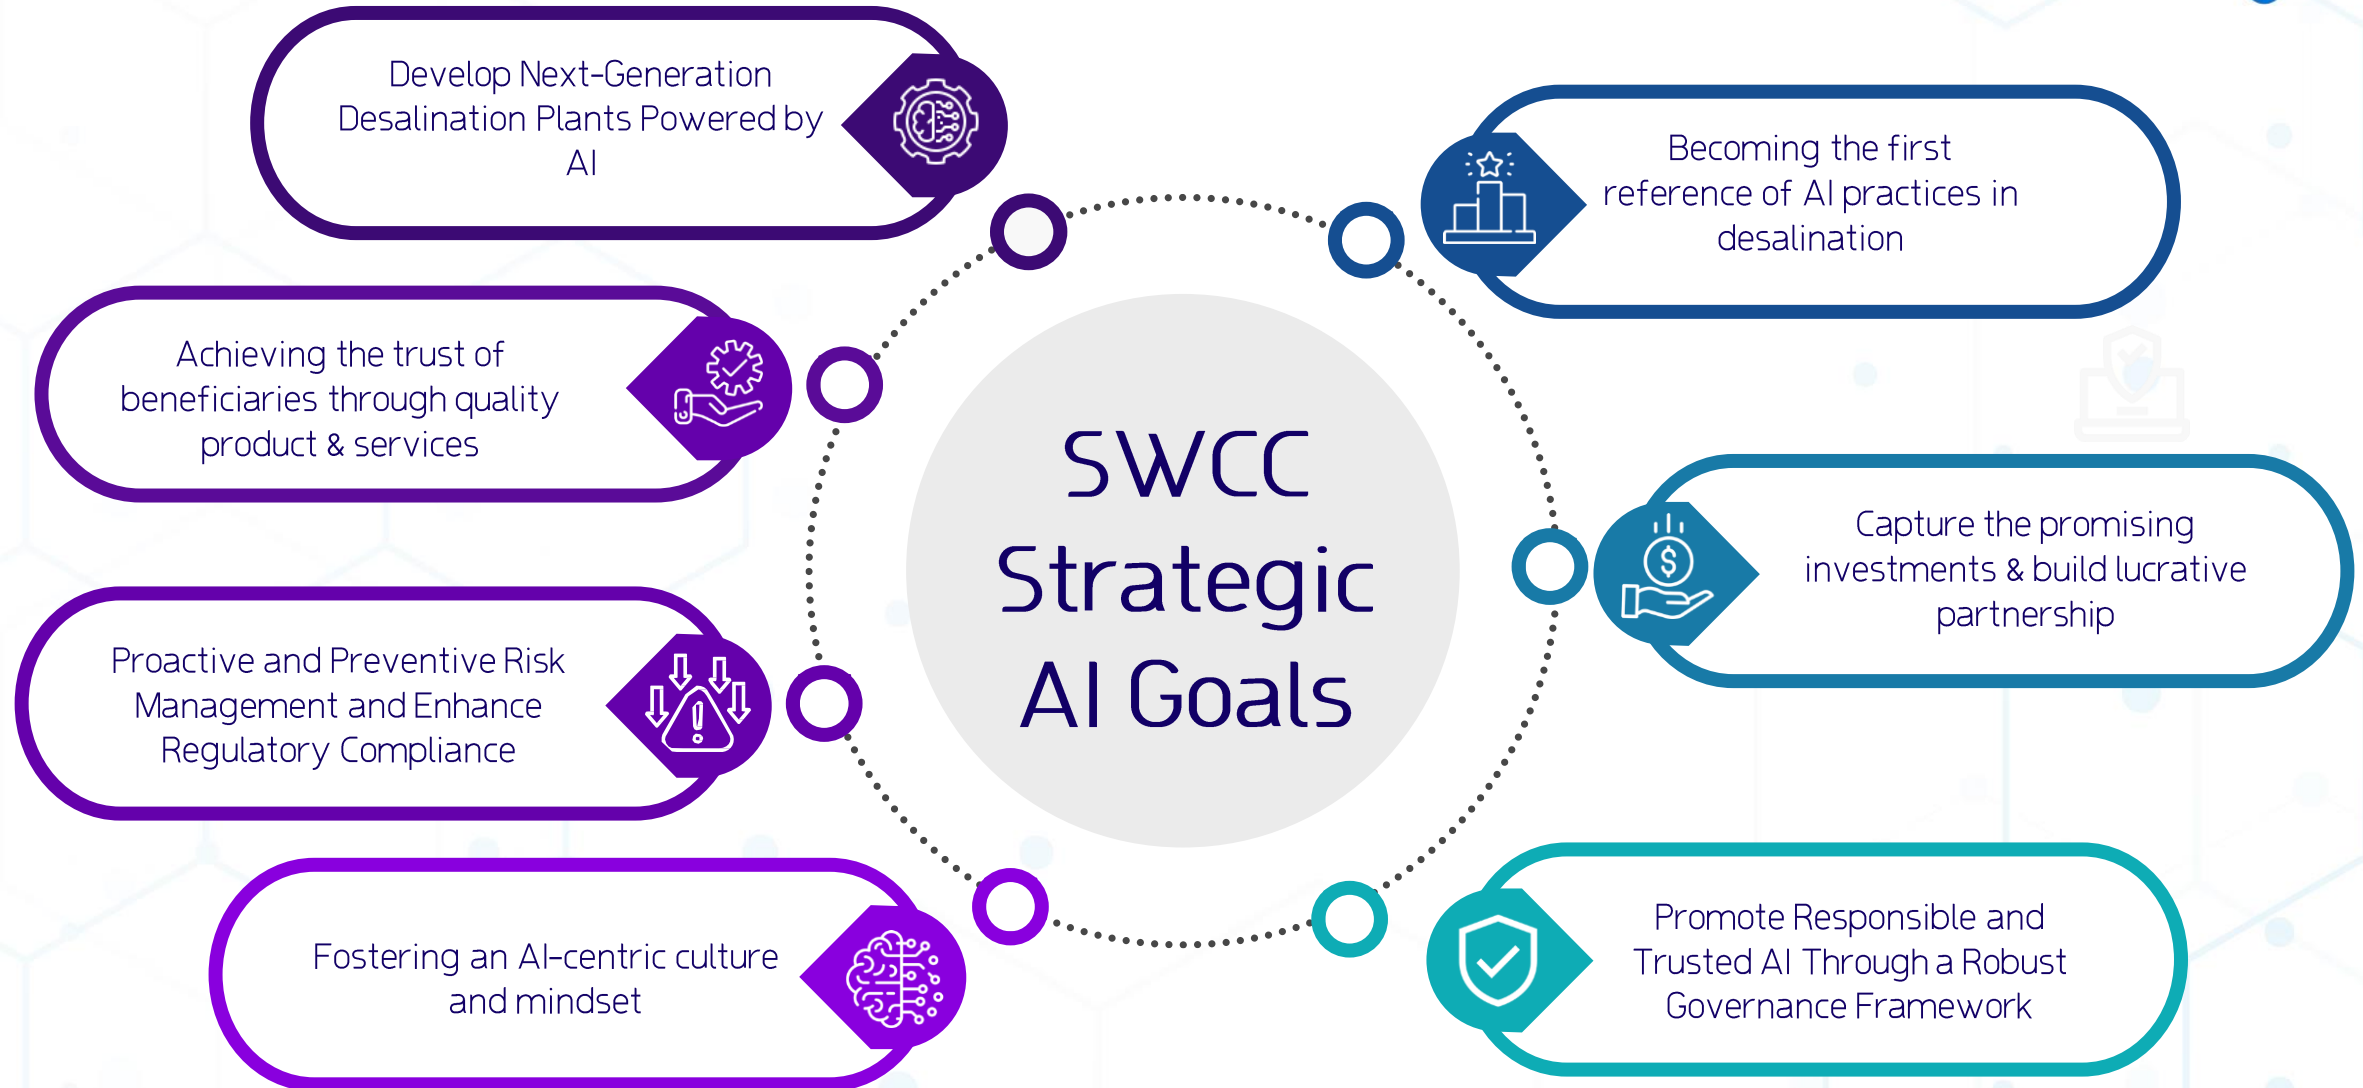 Develop Next-Generation
Desalination Plants Powered by
AI
Achieving the trust of
beneficiaries through quality
product & services
Proactive and Preventive Risk
Management and Enhance
Regulatory Compliance
Fostering an AI-centric culture
and mindset
SWCC
Strategic
AI Goals
Becoming the first
reference of AI practices in
desalination
$
Capture the promising
investments & build lucrative
partnership
Promote Responsible and
Trusted AI Through a Robust
Governance Framework